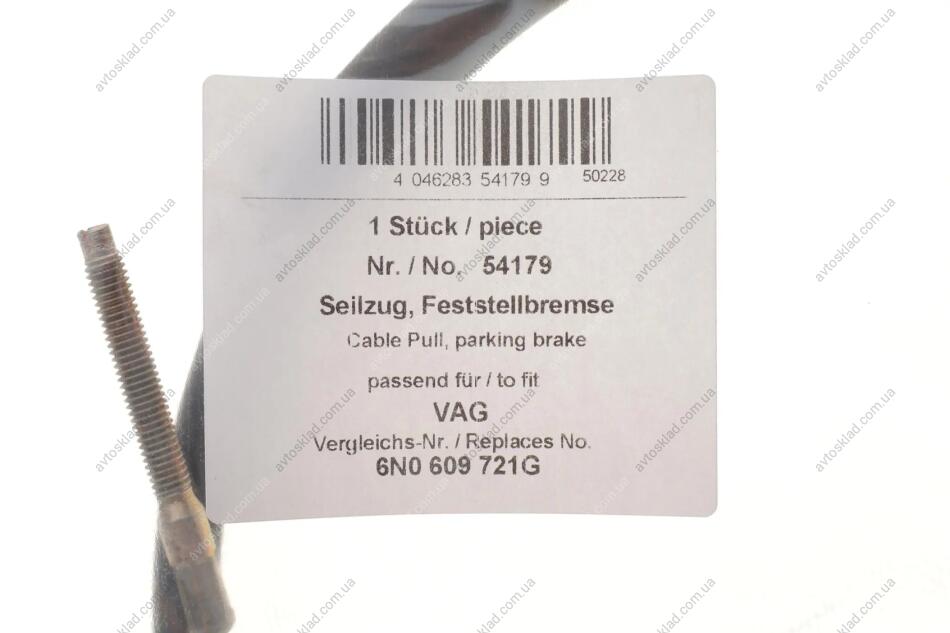 4 046283 54179 9
50228
1 Stück / piece
Nr. / No. 54179
Seilzug, Feststellbremse
Cable Pull, parking brake
passend für / to fit
VAG
Vergleichs-Nr. / Replaces No.
6N0 609 721G
avtosklad.com.ua